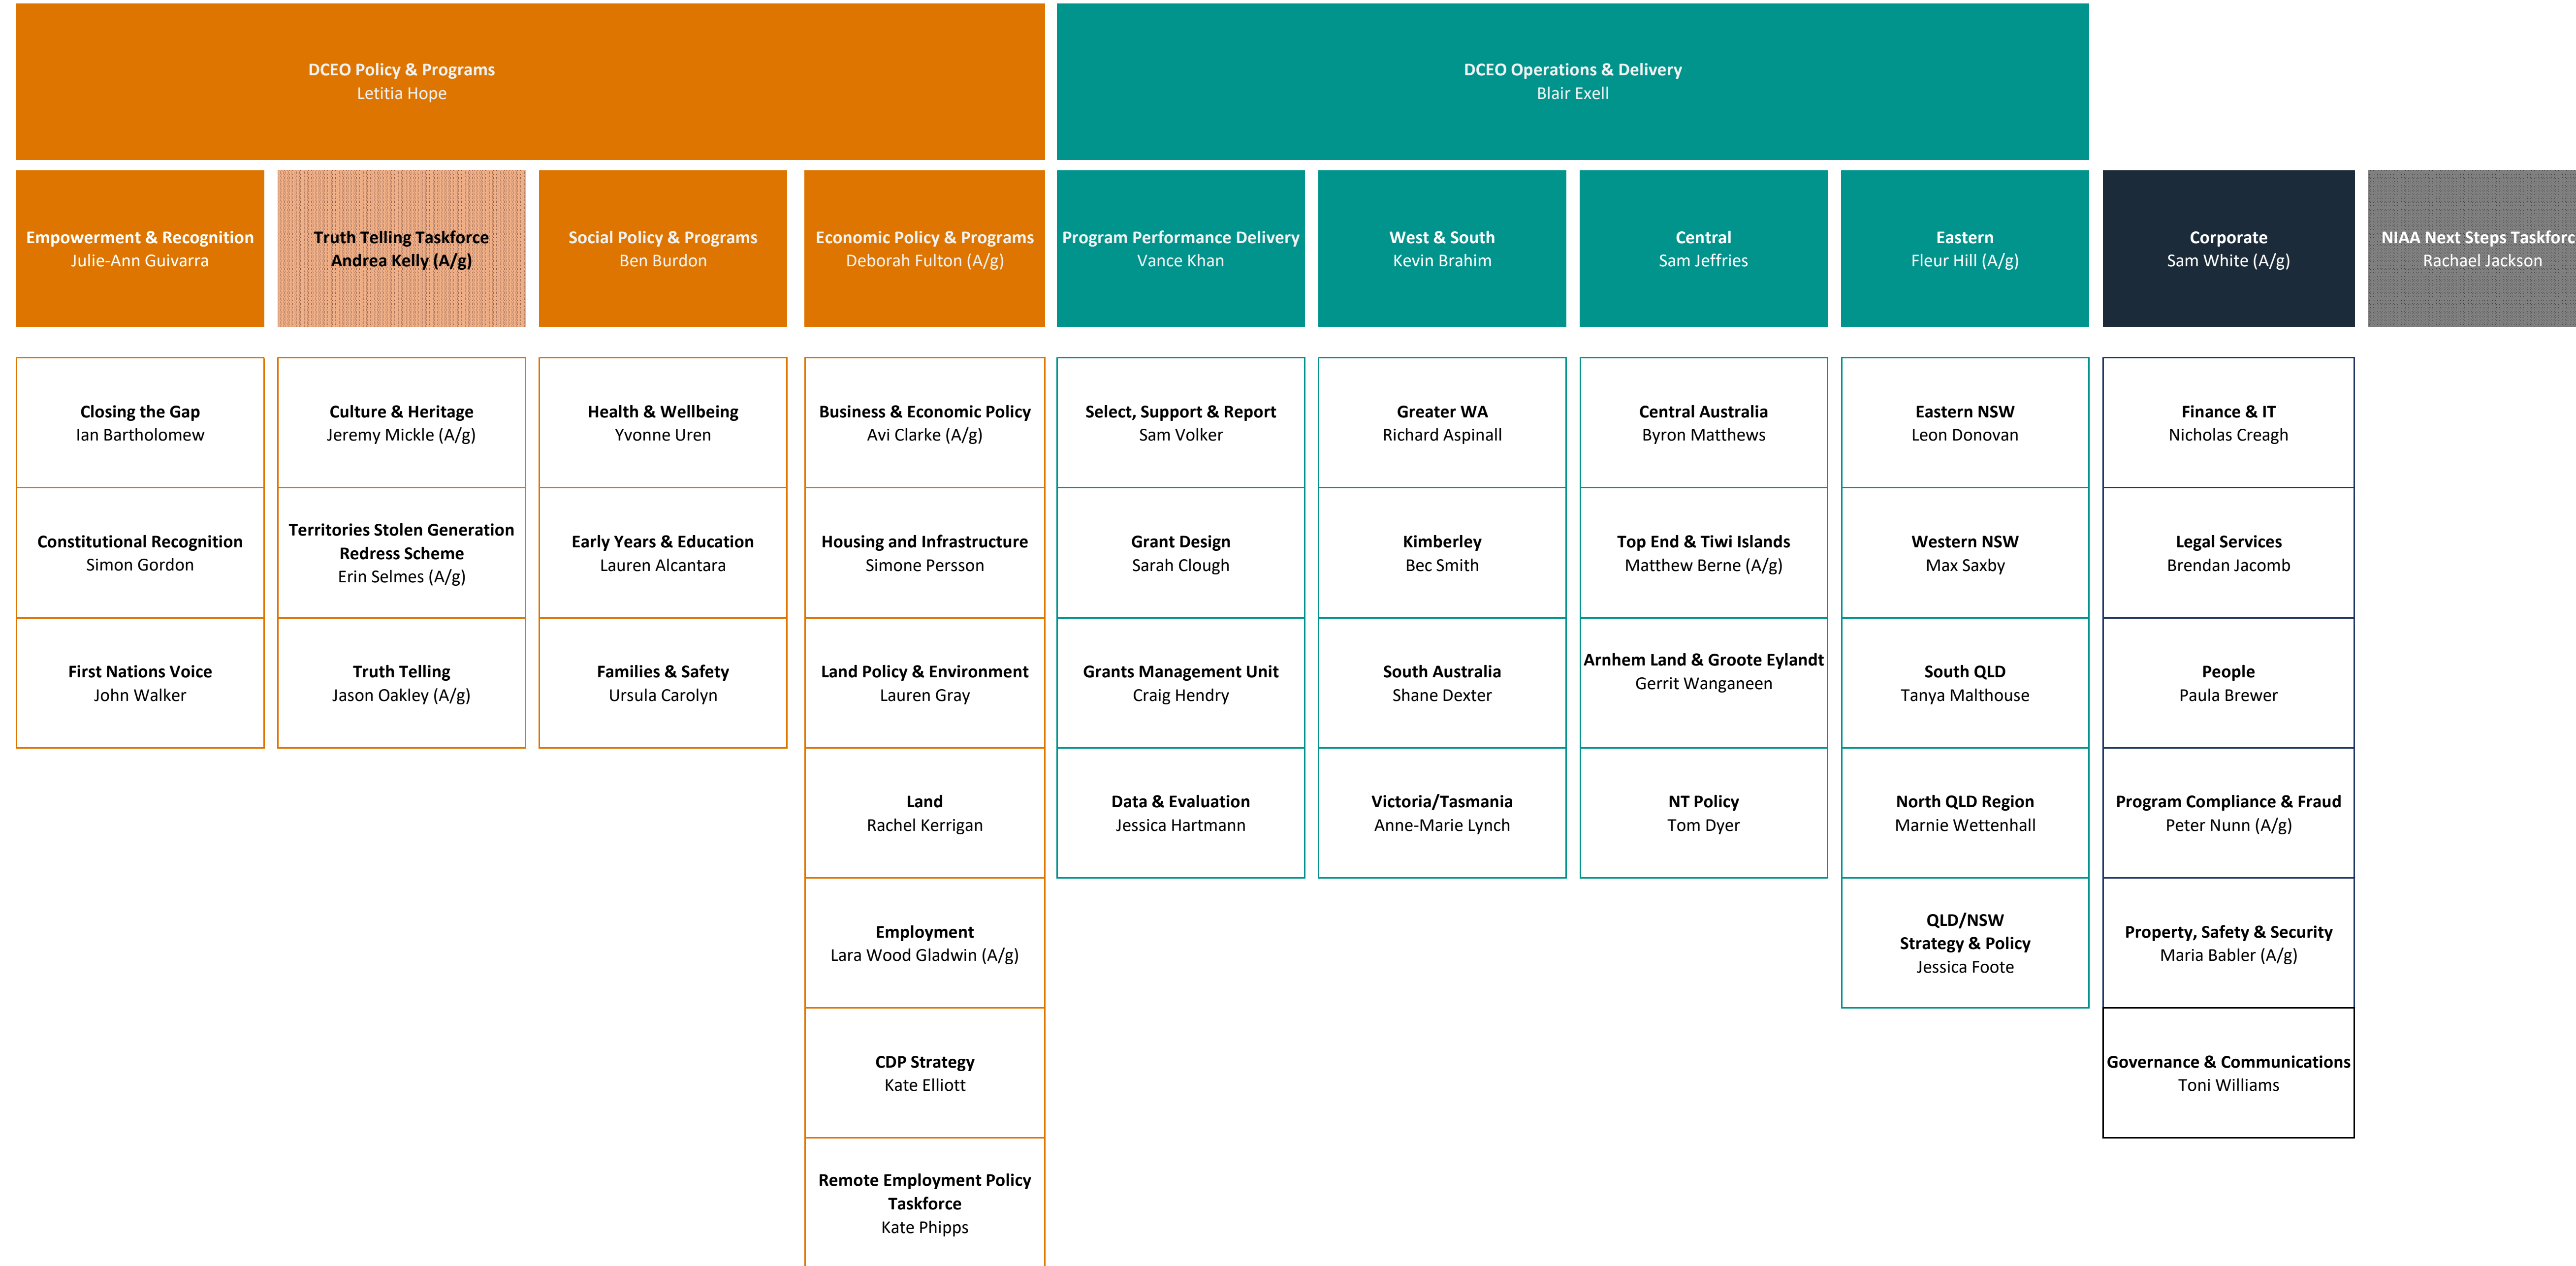 DCEO Policy & Programs
Letitia Hope
DCEO Operations & Delivery
Blair Exell
Empowerment & Recognition
Julie-Ann Guivarra
Truth Telling Taskforce
Andrea Kelly (A/g)
Social Policy & Programs
Ben Burdon
Economic Policy & Programs
Deborah Fulton (A/g)
Program Performance Delivery
Vance Khan
West & South
Kevin Brahim
Central
Sam Jeffries
Eastern
Fleur Hill (A/g)
Corporate
Sam White (A/g)
NIAA Next Steps Taskforc
Rachael Jackson
Closing the Gap
Ian Bartholomew
Constitutional Recognition
Simon Gordon
First Nations Voice
John Walker
Culture & Heritage
Jeremy Mickle (A/g)
Territories Stolen Generation
Redress Scheme
Erin Selmes (A/g)
Truth Telling
Jason Oakley (A/g)
Health & Wellbeing
Yvonne Uren
Early Years & Education
Lauren Alcantara
Families & Safety
Ursula Carolyn
Business & Economic Policy
Avi Clarke (A/g)
Housing and Infrastructure
Simone Persson
Land Policy & Environment
Lauren Gray
Land
Rachel Kerrigan
Employment
Lara Wood Gladwin (A/g)
CDP Strategy
Kate Elliott
Remote Employment Policy
Taskforce
Kate Phipps
Select, Support & Report
Sam Volker
Grant Design
Sarah Clough
Grants Management Unit
Craig Hendry
Data & Evaluation
Jessica Hartmann
Greater WA
Richard Aspinall
Kimberley
Bec Smith
South Australia
Shane Dexter
Victoria/Tasmania
Anne-Marie Lynch
Central Australia
Byron Matthews
Top End & Tiwi Islands
Matthew Berne (A/g)
Arnhem Land & Groote Eylandt
Gerrit Wanganeen
NT Policy
Tom Dyer
Eastern NSW
Leon Donovan
Western NSW
Max Saxby
South QLD
Tanya Malthouse
North QLD Region
Marnie Wettenhall
QLD/NSW
Strategy & Policy
Jessica Foote
Finance & IT
Nicholas Creagh
Legal Services
Brendan Jacomb
People
Paula Brewer
Program Compliance & Fraud
Peter Nunn (A/g)
Property, Safety & Security
Maria Babler (A/g)
Governance & Communications
Toni Williams